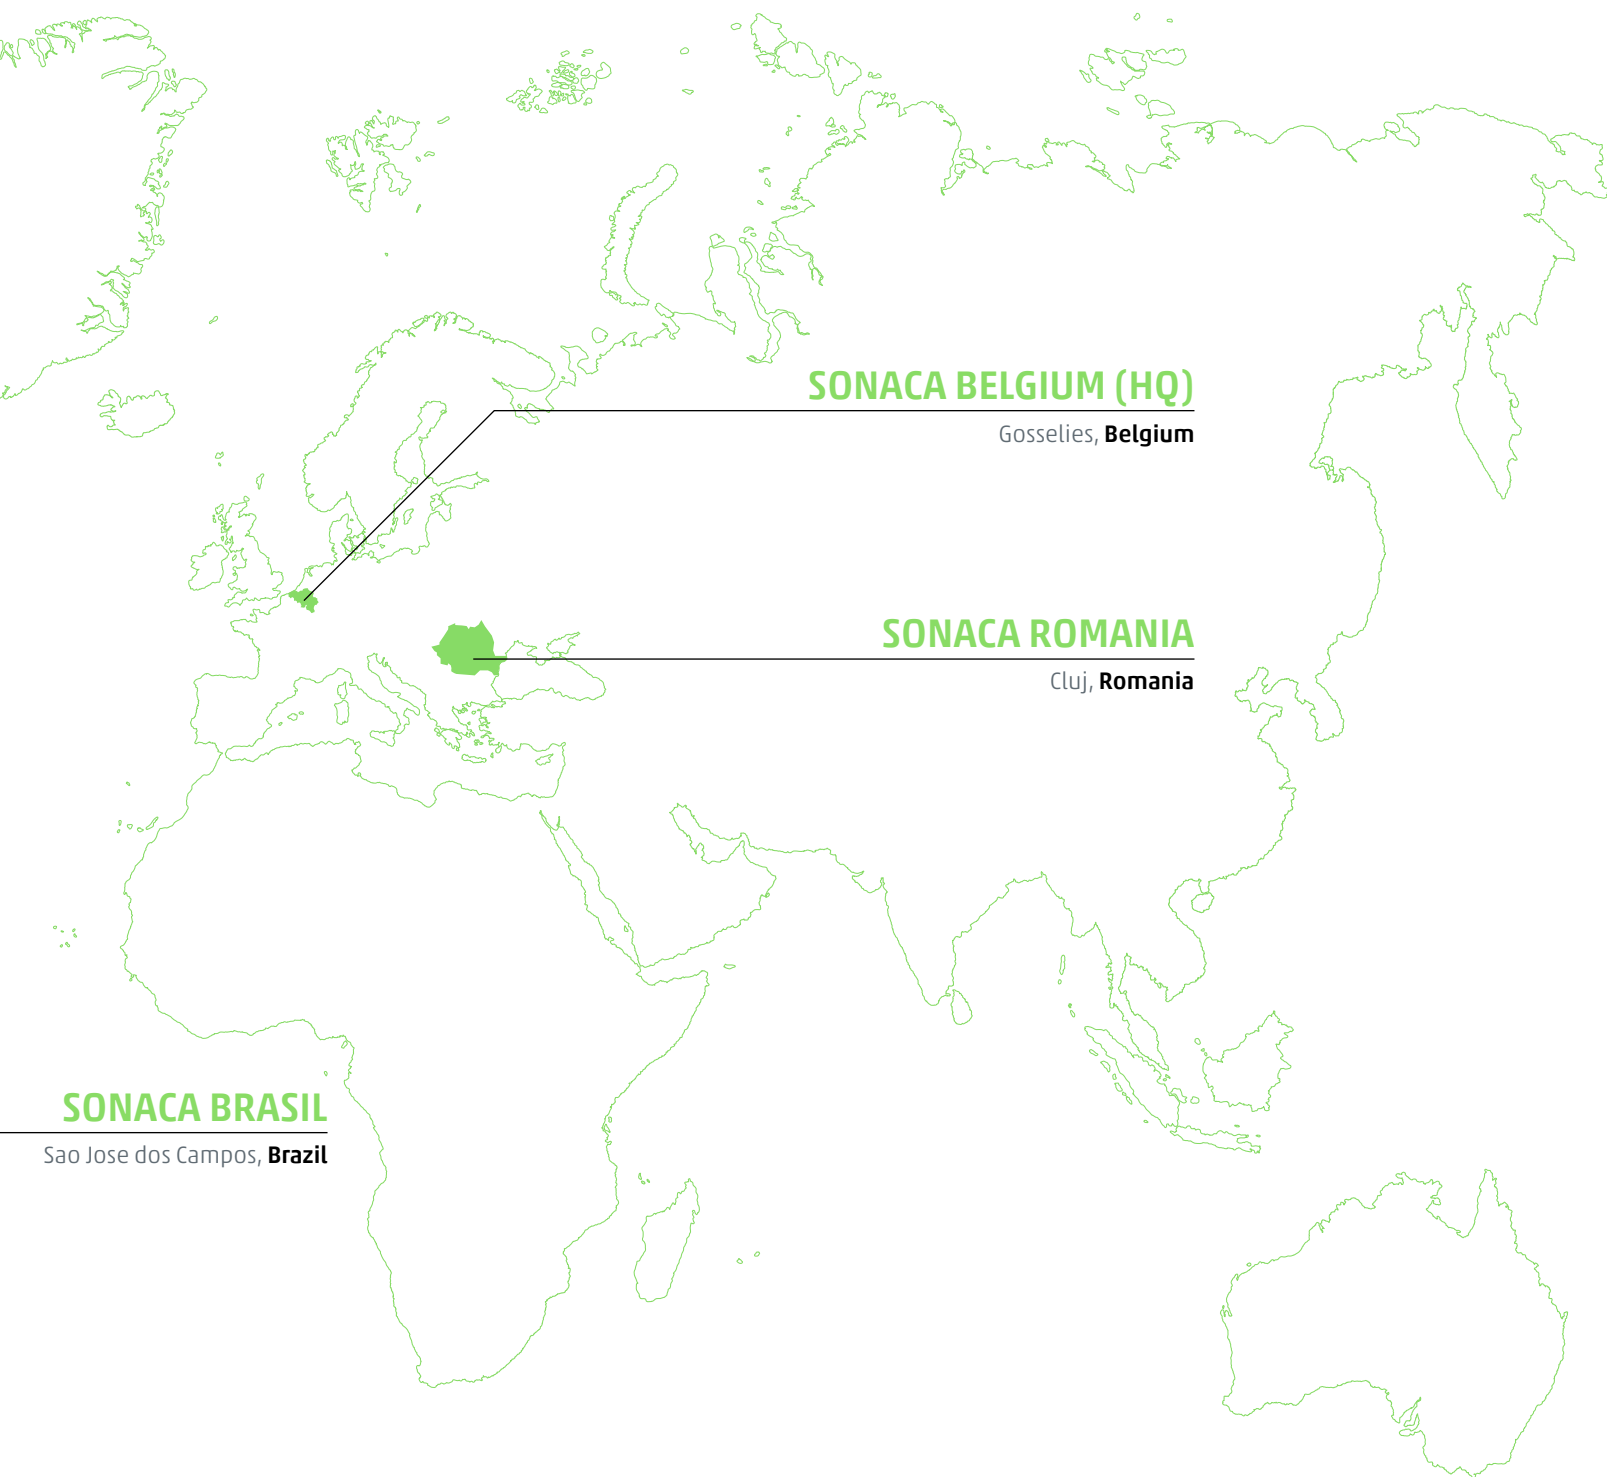 SONACA BELGIUM (HQ)
Gosselies, Belgium
SONACA ROMANIA
Cluj, Romania
SONACA BRASIL
Sao Jose dos Campos, Brazil